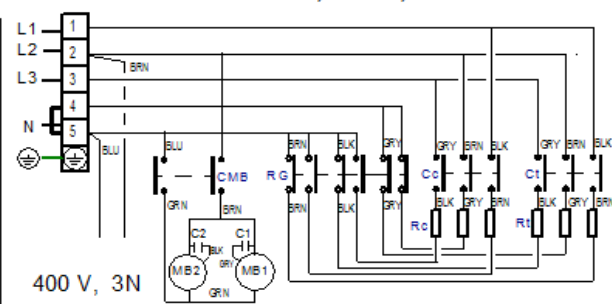 L1 1
L2 2
BRN
L3 3
4
N 5
BLU
BLU BRN BLK GRY GRY BRN BLK GRY BRN BLK
CMB RG Cc Ct
GRN BRN BRN BLK GRY BLK GRY BRN BLK GRY BRN
Rc Rt
C2 C1
BLK GRY
MB2 MB1
GRN
400 V, 3N